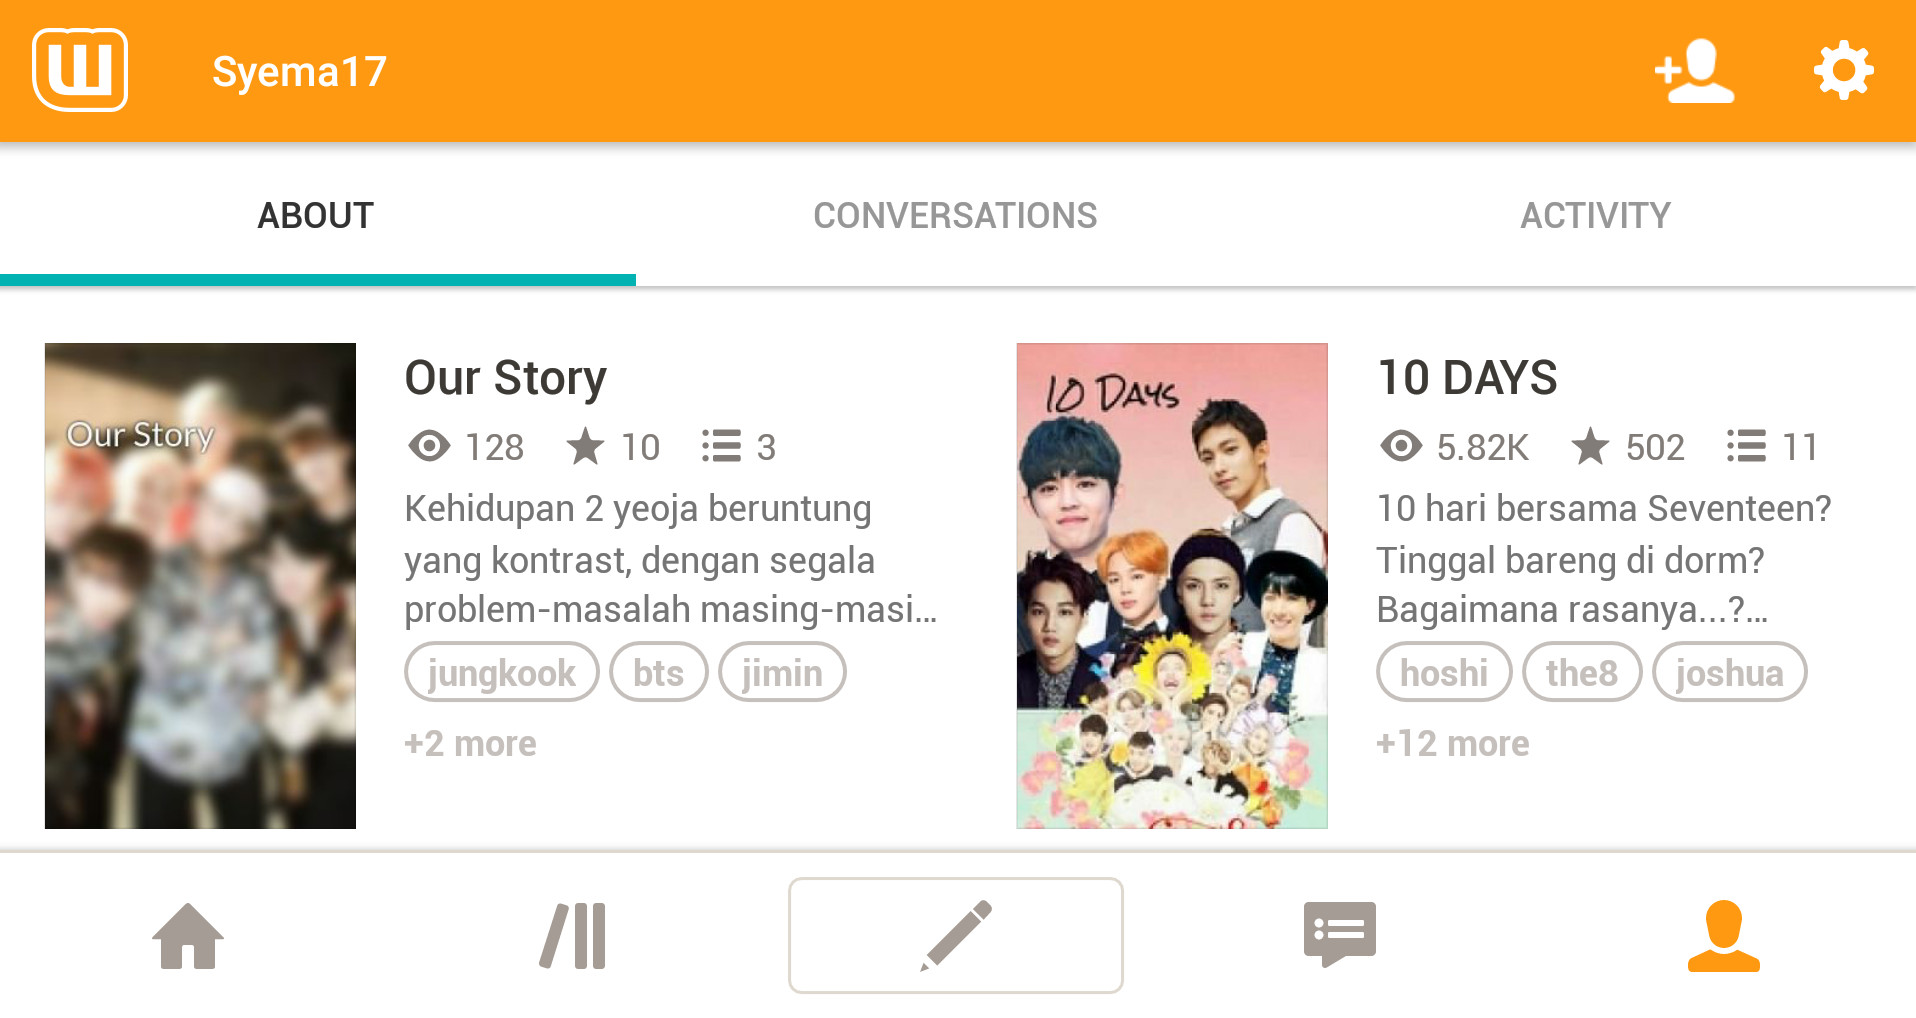 Syema17
ABOUT
CONVERSATIONS
ACTIVITY
Our Story
Our Story
128
10
3
Kehidupan 2 yeoja beruntung
yang kontrast, dengan segala
problem-masalah masing-masi...
jungkook
bts
jimin
+2 more
10 DAYS
10 DAYS
5.82K
502
11
10 hari bersama Seventeen?
Tinggal bareng di dorm?
Bagaimana rasanya...?...
hoshi
the8
joshua
+12 more